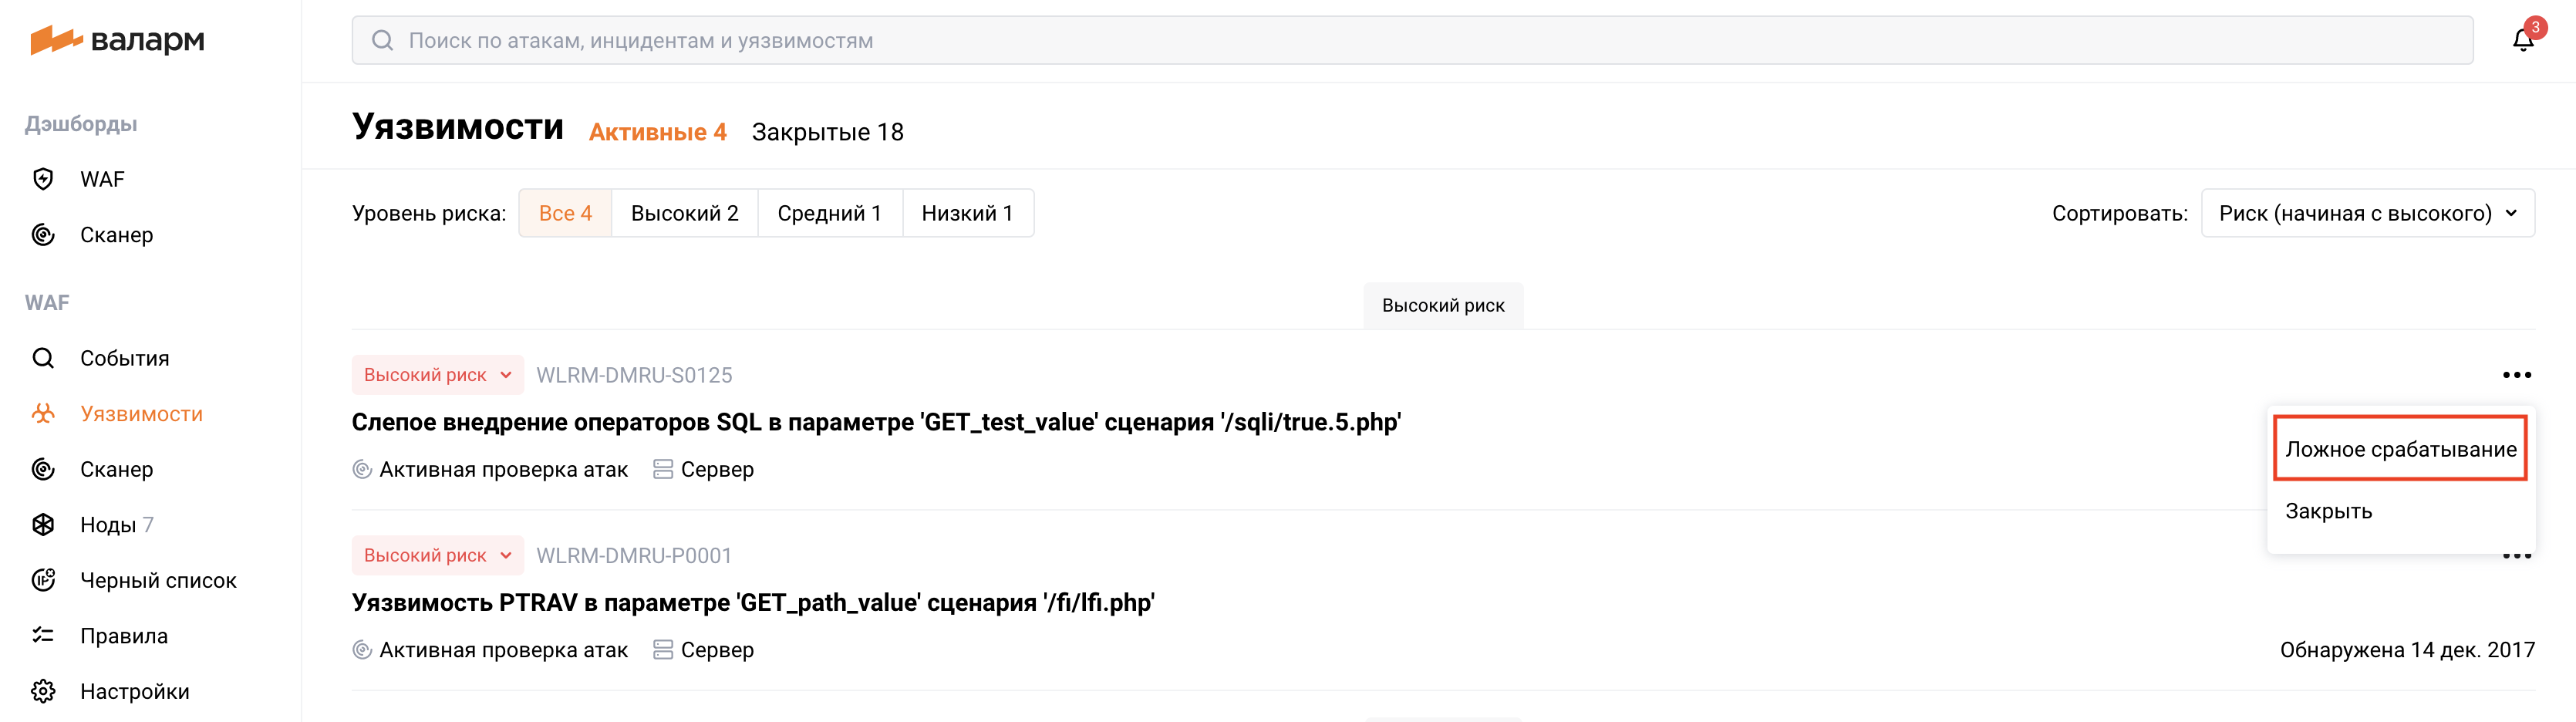 валарм
Поиск по атакам, инцидентам и уязвимостям
3
Дэшборды
WAF
Сканер
WAF
События
Уязвимости
Сканер
Ноды 7
Черный список
Правила
Настройки
Уязвимости Активные 4 Закрытые 18
Уровень риска: Все 4 Высокий 2 Средний 1 Низкий 1
Сортировать: Риск (начиная с высокого)
Высокий риск
Высокий риск WLRM-DMRU-S0125
Слепое внедрение операторов SQL в параметре 'GET_test_value' сценария '/sqli/true.5.php'
Активная проверка атак Сервер
Ложное срабатывание
Закрыть
Высокий риск WLRM-DMRU-P0001
Уязвимость PTRAV в параметре 'GET_path_value' сценария '/fi/lfi.php'
Активная проверка атак Сервер
Обнаружена 14 дек. 2017